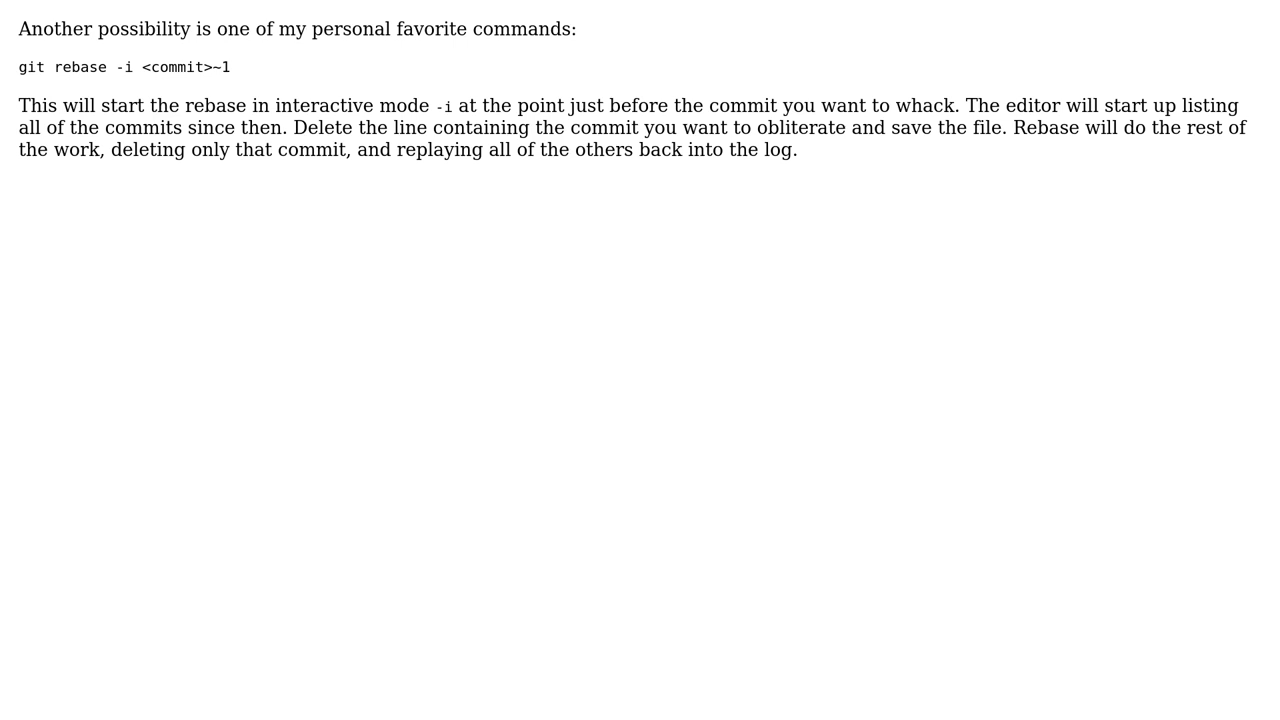 Another possibility is one of my personal favorite commands:
git rebase -i <commit>~1
This will start the rebase in interactive mode -i at the point just before the commit you want to whack. The editor will start up listing
all of the commits since then. Delete the line containing the commit you want to obliterate and save the file. Rebase will do the rest of
the work, deleting only that commit, and replaying all of the others back into the log.